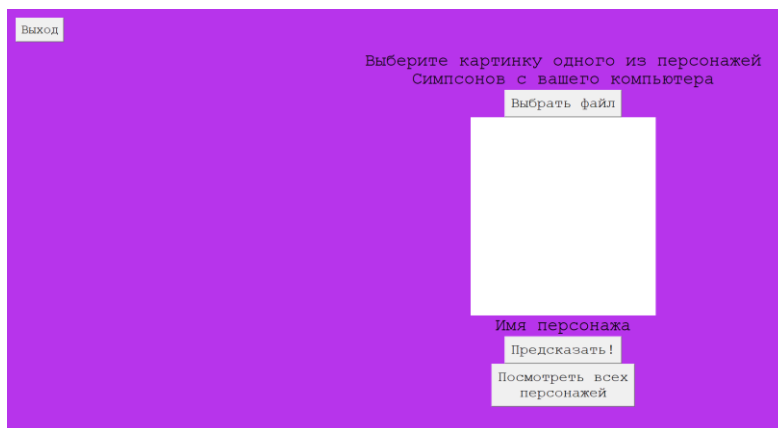 Выход
Выберите картинку одного из персонажей
Симпсонов с вашего компьютера
Выбрать файл
Имя персонажа
Предсказать!
Посмотреть всех
персонажей